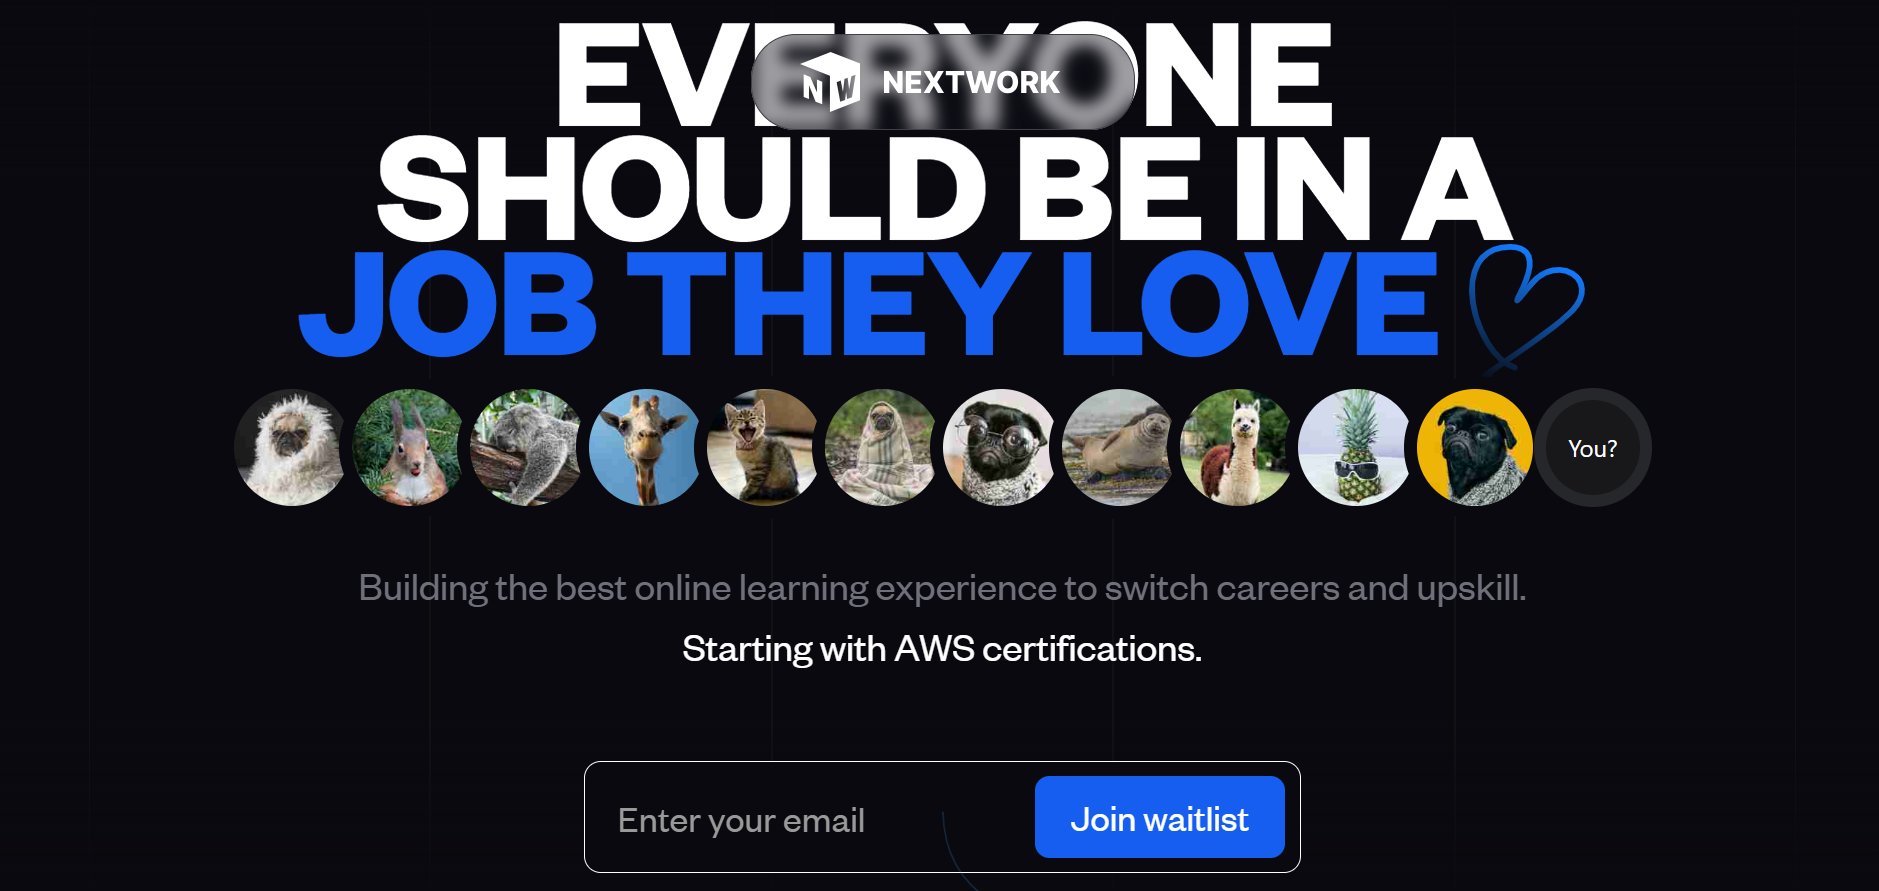 EVERYONE
NW NEXTWORK
SHOULD BE IN A
JOB THEY LOVE
You?
Building the best online learning experience to switch careers and upskill.
Starting with AWS certifications.
Enter your email
Join waitlist